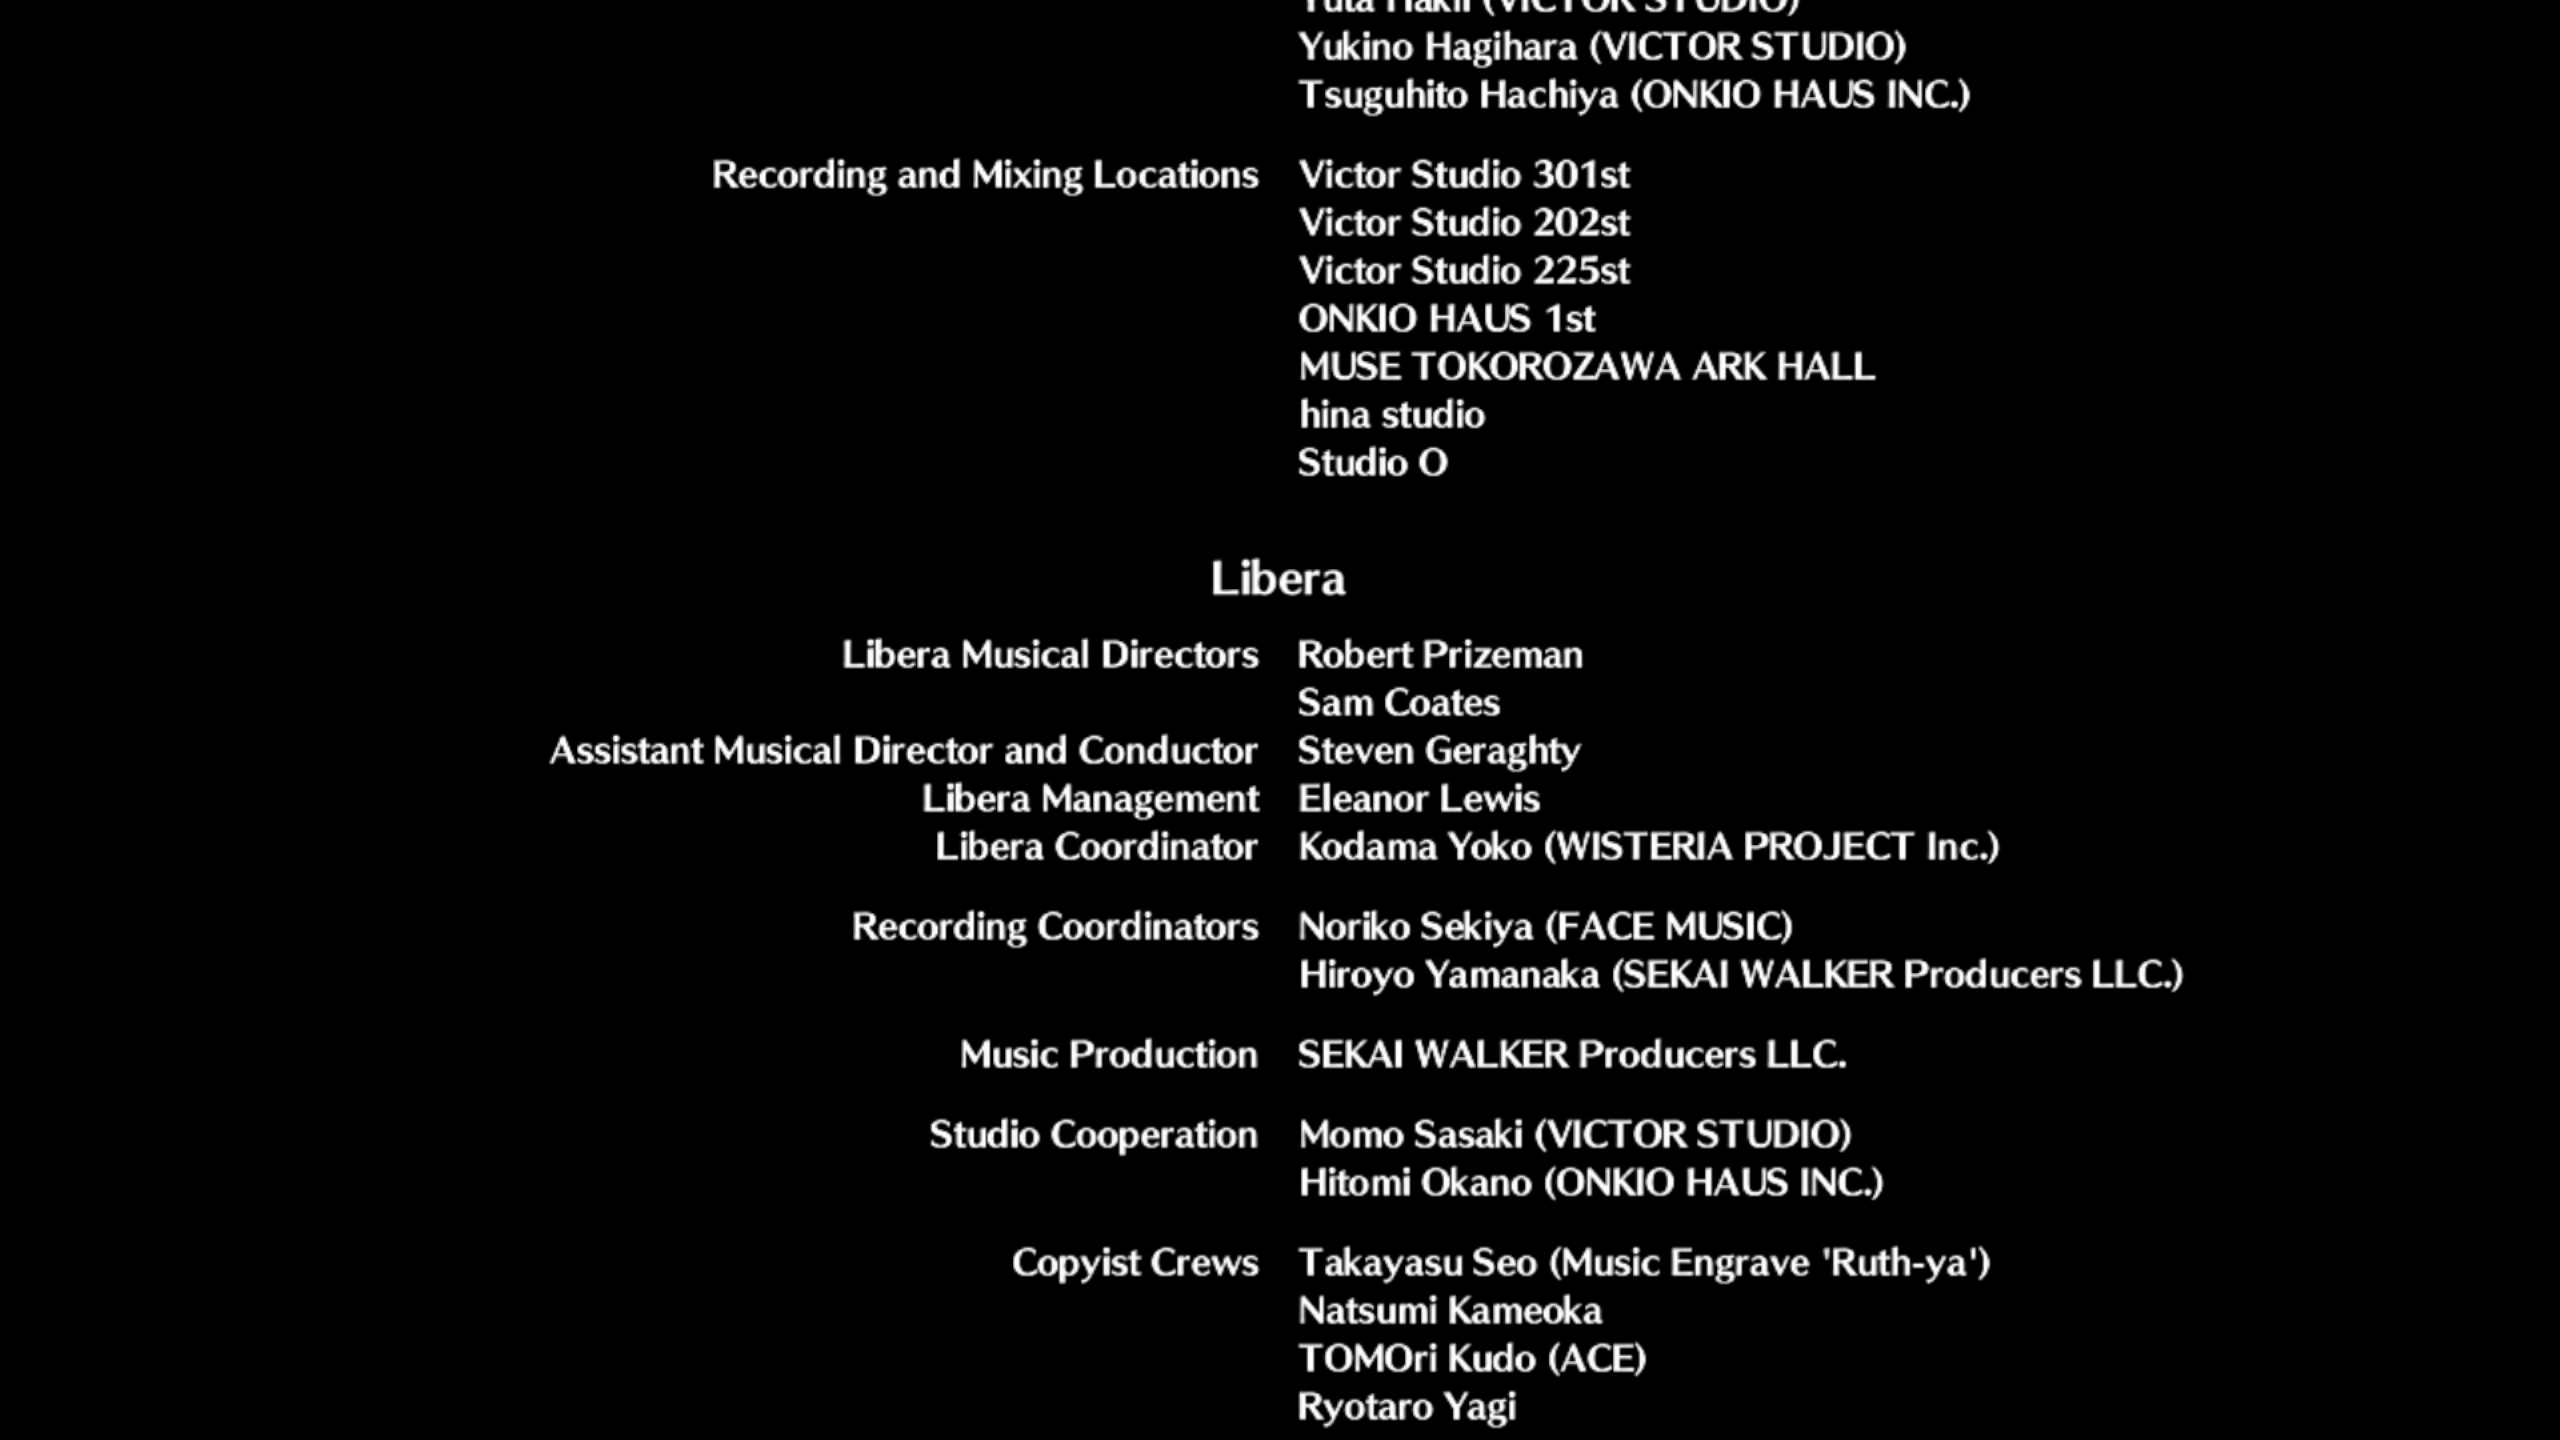 (VICTOR STUDIO)
Yukino Hagihara (VICTOR STUDIO)
Tsuguhito Hachiya (ONKIO HAUS INC.)
Recording and Mixing Locations Victor Studio 301st
Victor Studio 202st
Victor Studio 225st
ONKIO HAUS 1st
MUSE TOKOROZAWA ARK HALL
hina studio
Studio O
Libera
Libera Musical Directors Robert Prizeman
Sam Coates
Assistant Musical Director and Conductor Steven Geraghty
Libera Management Eleanor Lewis
Libera Coordinator Kodama Yoko (WISTERIA PROJECT Inc.)
Recording Coordinators Noriko Sekiya (FACE MUSIC)
Hiroyo Yamanaka (SEKAI WALKER Producers LLC.)
Music Production SEKAI WALKER Producers LLC.
Studio Cooperation Momo Sasaki (VICTOR STUDIO)
Hitomi Okano (ONKIO HAUS INC.)
Copyist Crews Takayasu Seo (Music Engrave 'Ruth-ya')
Natsumi Kameoka
TOMOri Kudo (ACE)
Ryotaro Yagi